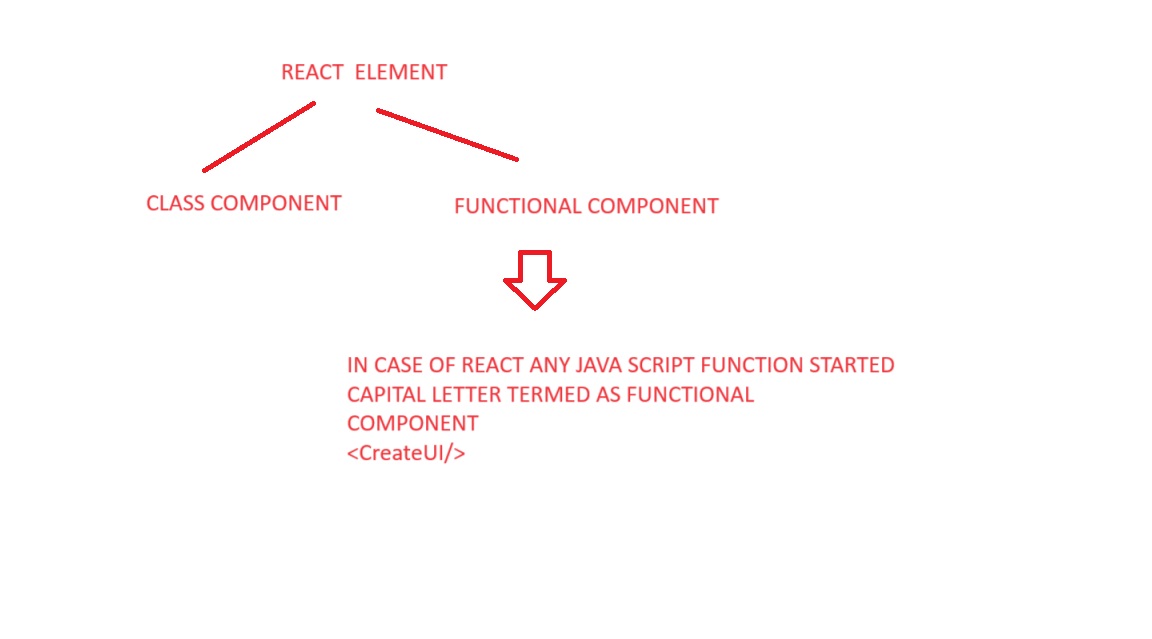 REACT  ELEMENT
CLASS COMPONENT
FUNCTIONAL COMPONENT
IN CASE OF REACT ANY JAVA SCRIPT FUNCTION STARTED
CAPITAL LETTER TERMED AS FUNCTIONAL
COMPONENT
<CreateUI/>